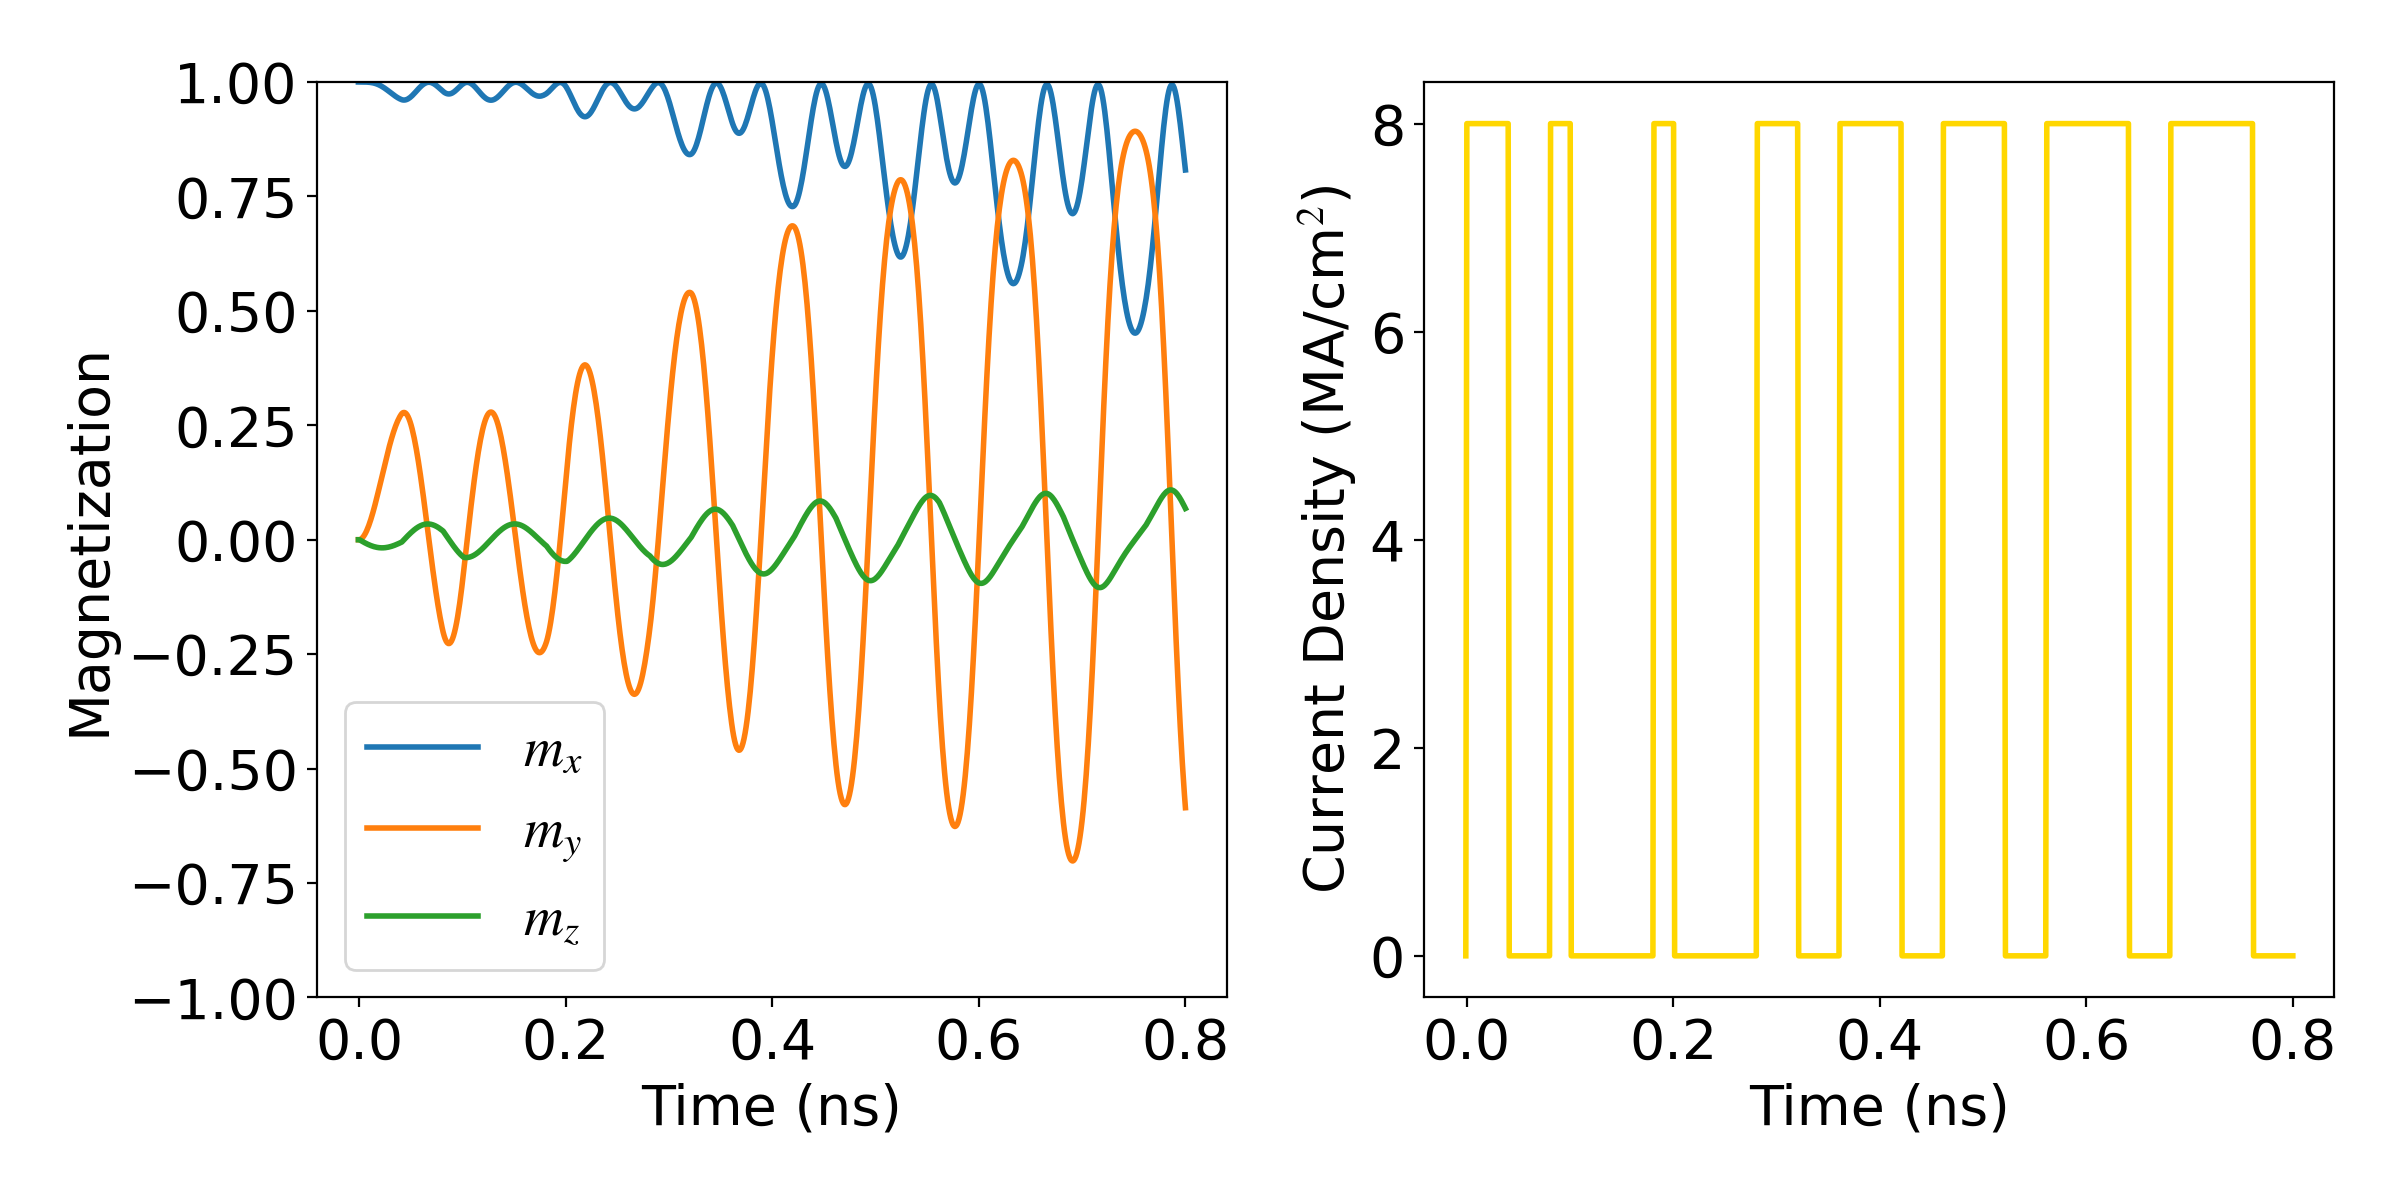 1.00
0.75
0.50
0.25
0.00
−0.25
−0.50
−0.75
−1.00
Magnetization
0.0 0.2 0.4 0.6 0.8
Time (ns)
mₓ
m_y
m_z
8
6
4
2
0
Current Density (MA/cm²)
0.0 0.2 0.4 0.6 0.8
Time (ns)